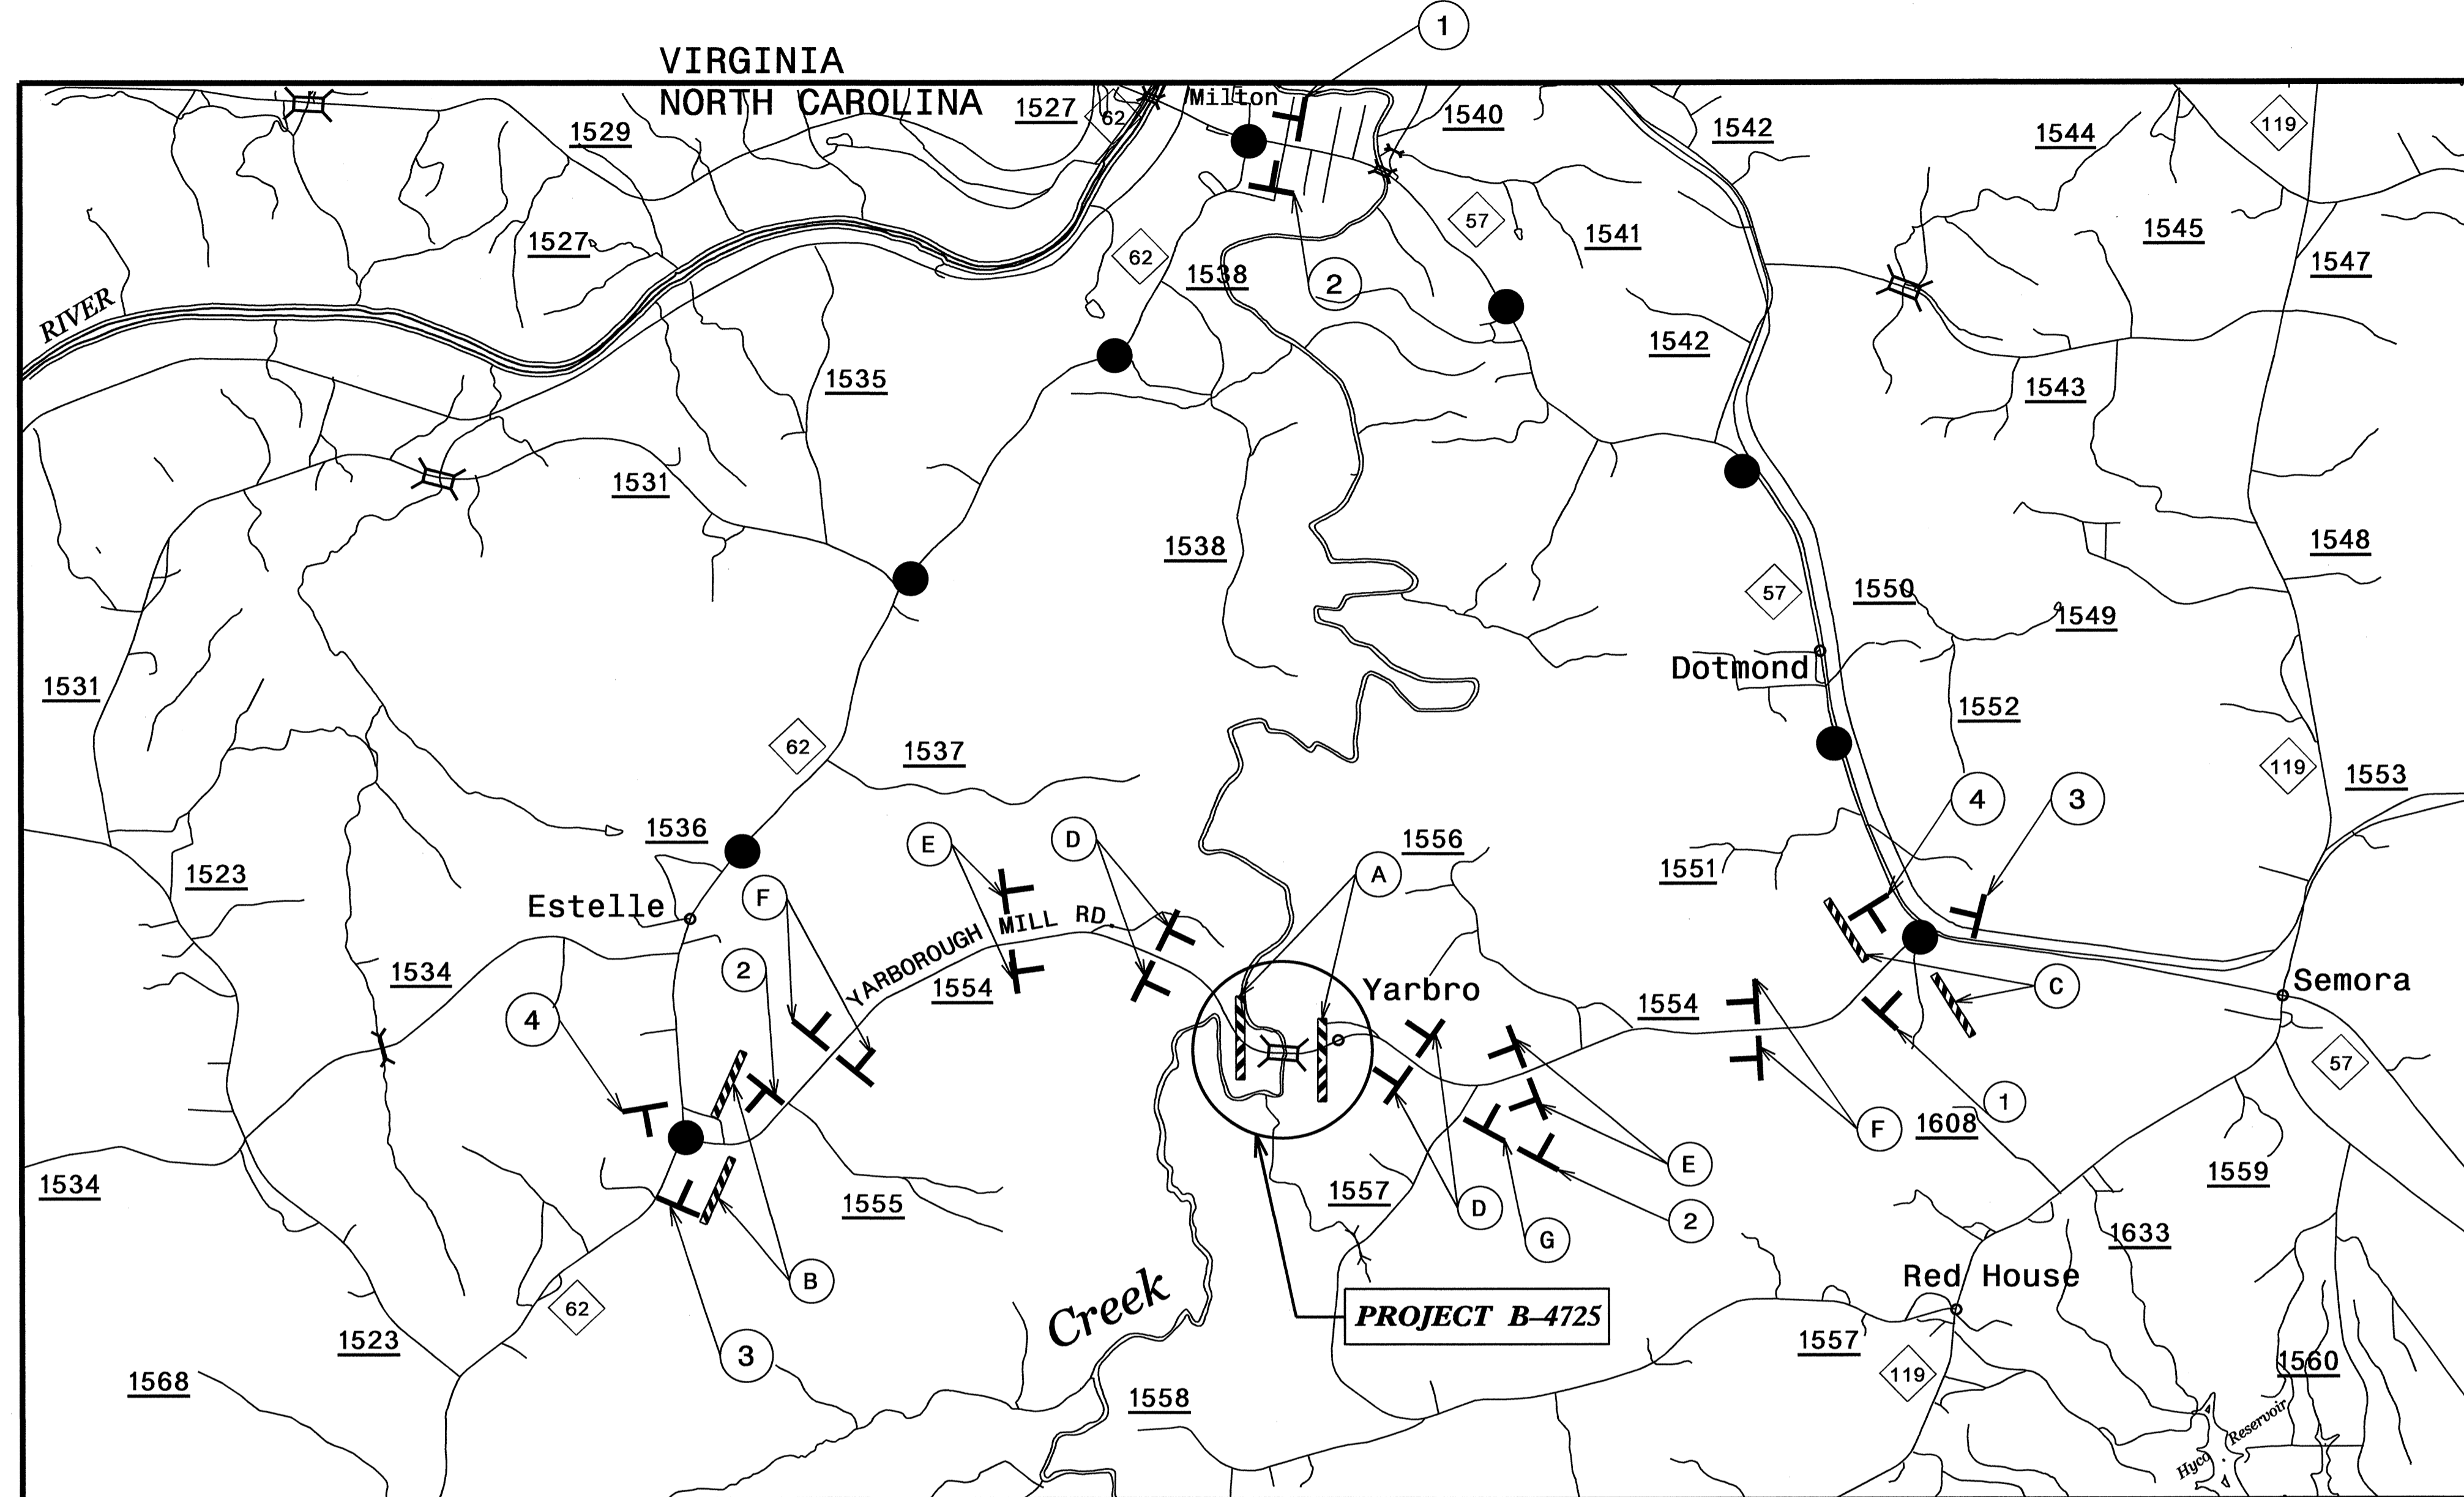 1
VIRGINIA
NORTH CAROLINA
1527
62
Milton
1540
1542
1544
119
1529
1527
62
1538
2
57
1541
1545
1547
RIVER
1535
1542
1543
1531
1538
1548
57
1550
1549
1531
Dotmond
1552
62
1537
119
1553
1536
E
D
1556
4
3
1523
Estelle
F
A
1551
YARBOROUGH MILL RD.
2
1534
1554
Yarbro
1554
C
Semora
4
57
1
F
1608
1534
1555
1557
D
E
1559
G
2
1633
B
62
Creek
PROJECT B-4725
Red House
1523
3
1557
119
1560
1568
1558
Hyco Reservoir